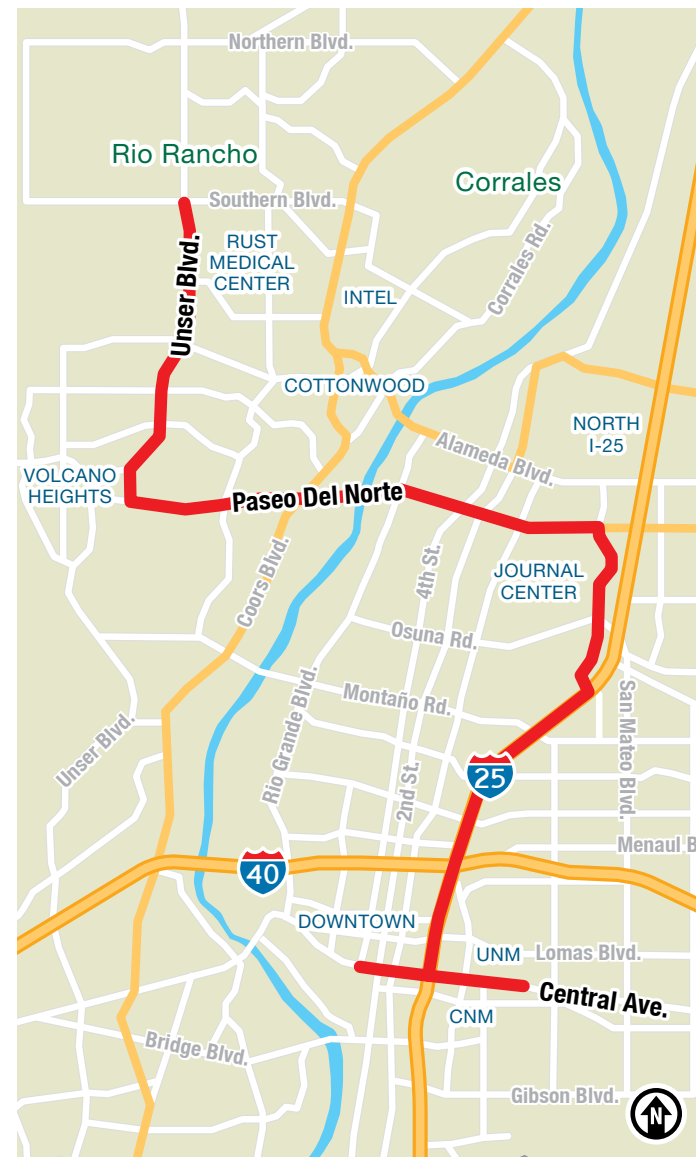 Northern Blvd.
Rio Rancho
Corrales
Southern Blvd.
RUST
MEDICAL
CENTER
Unser Blvd.
INTEL
Corrales Rd.
COTTONWOOD
NORTH
I-25
Alameda Blvd.
VOLCANO
HEIGHTS
Paseo Del Norte
Coors Blvd.
4th St.
JOURNAL
CENTER
Osuna Rd.
Montaño Rd.
Unser Blvd.
Rio Grande Blvd.
2nd St.
San Mateo Blvd.
25
Menaul B
40
DOWNTOWN
UNM
Lomas Blvd.
Central Ave.
CNM
Bridge Blvd.
Gibson Blvd.
N